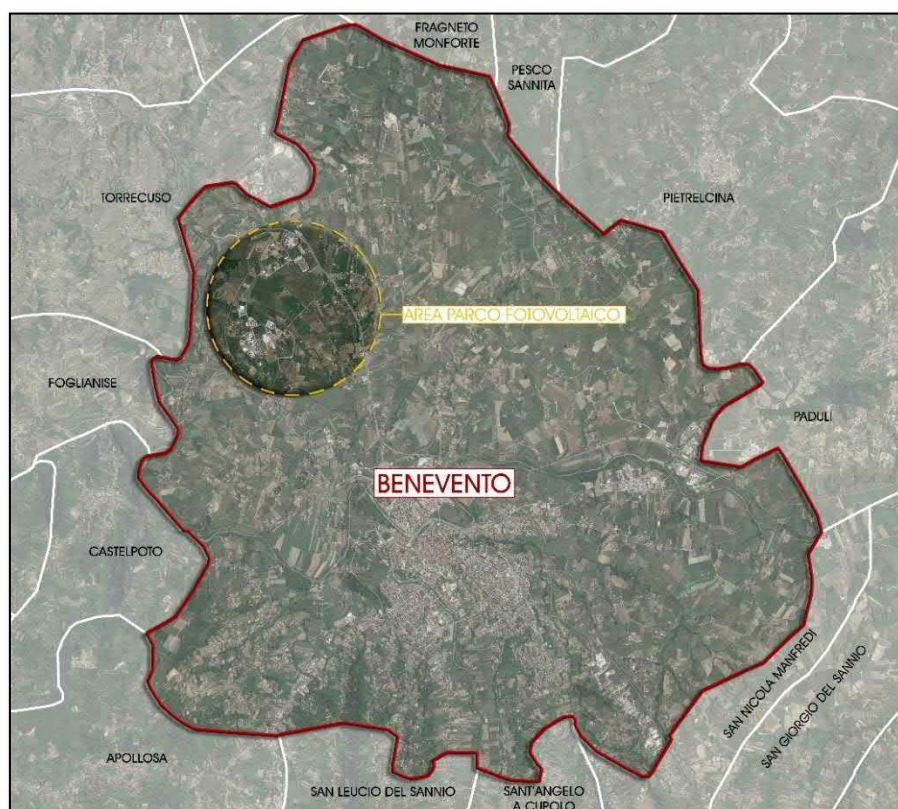 FRAGNETO
MONFORTE
PESCO
SANNITA
TORRECUSO
PIETRELCINA
AREA PARCO FOTOVOLTAICO
FOGLIANISE
PADULI
BENEVENTO
CASTELPOTO
SAN NICOLA MANFREDI
SAN GIORGIO DEL SANNIO
APOLLOSA
SAN LEUCIO DEL SANNIO
SANT'ANGELO
A CUPOLO